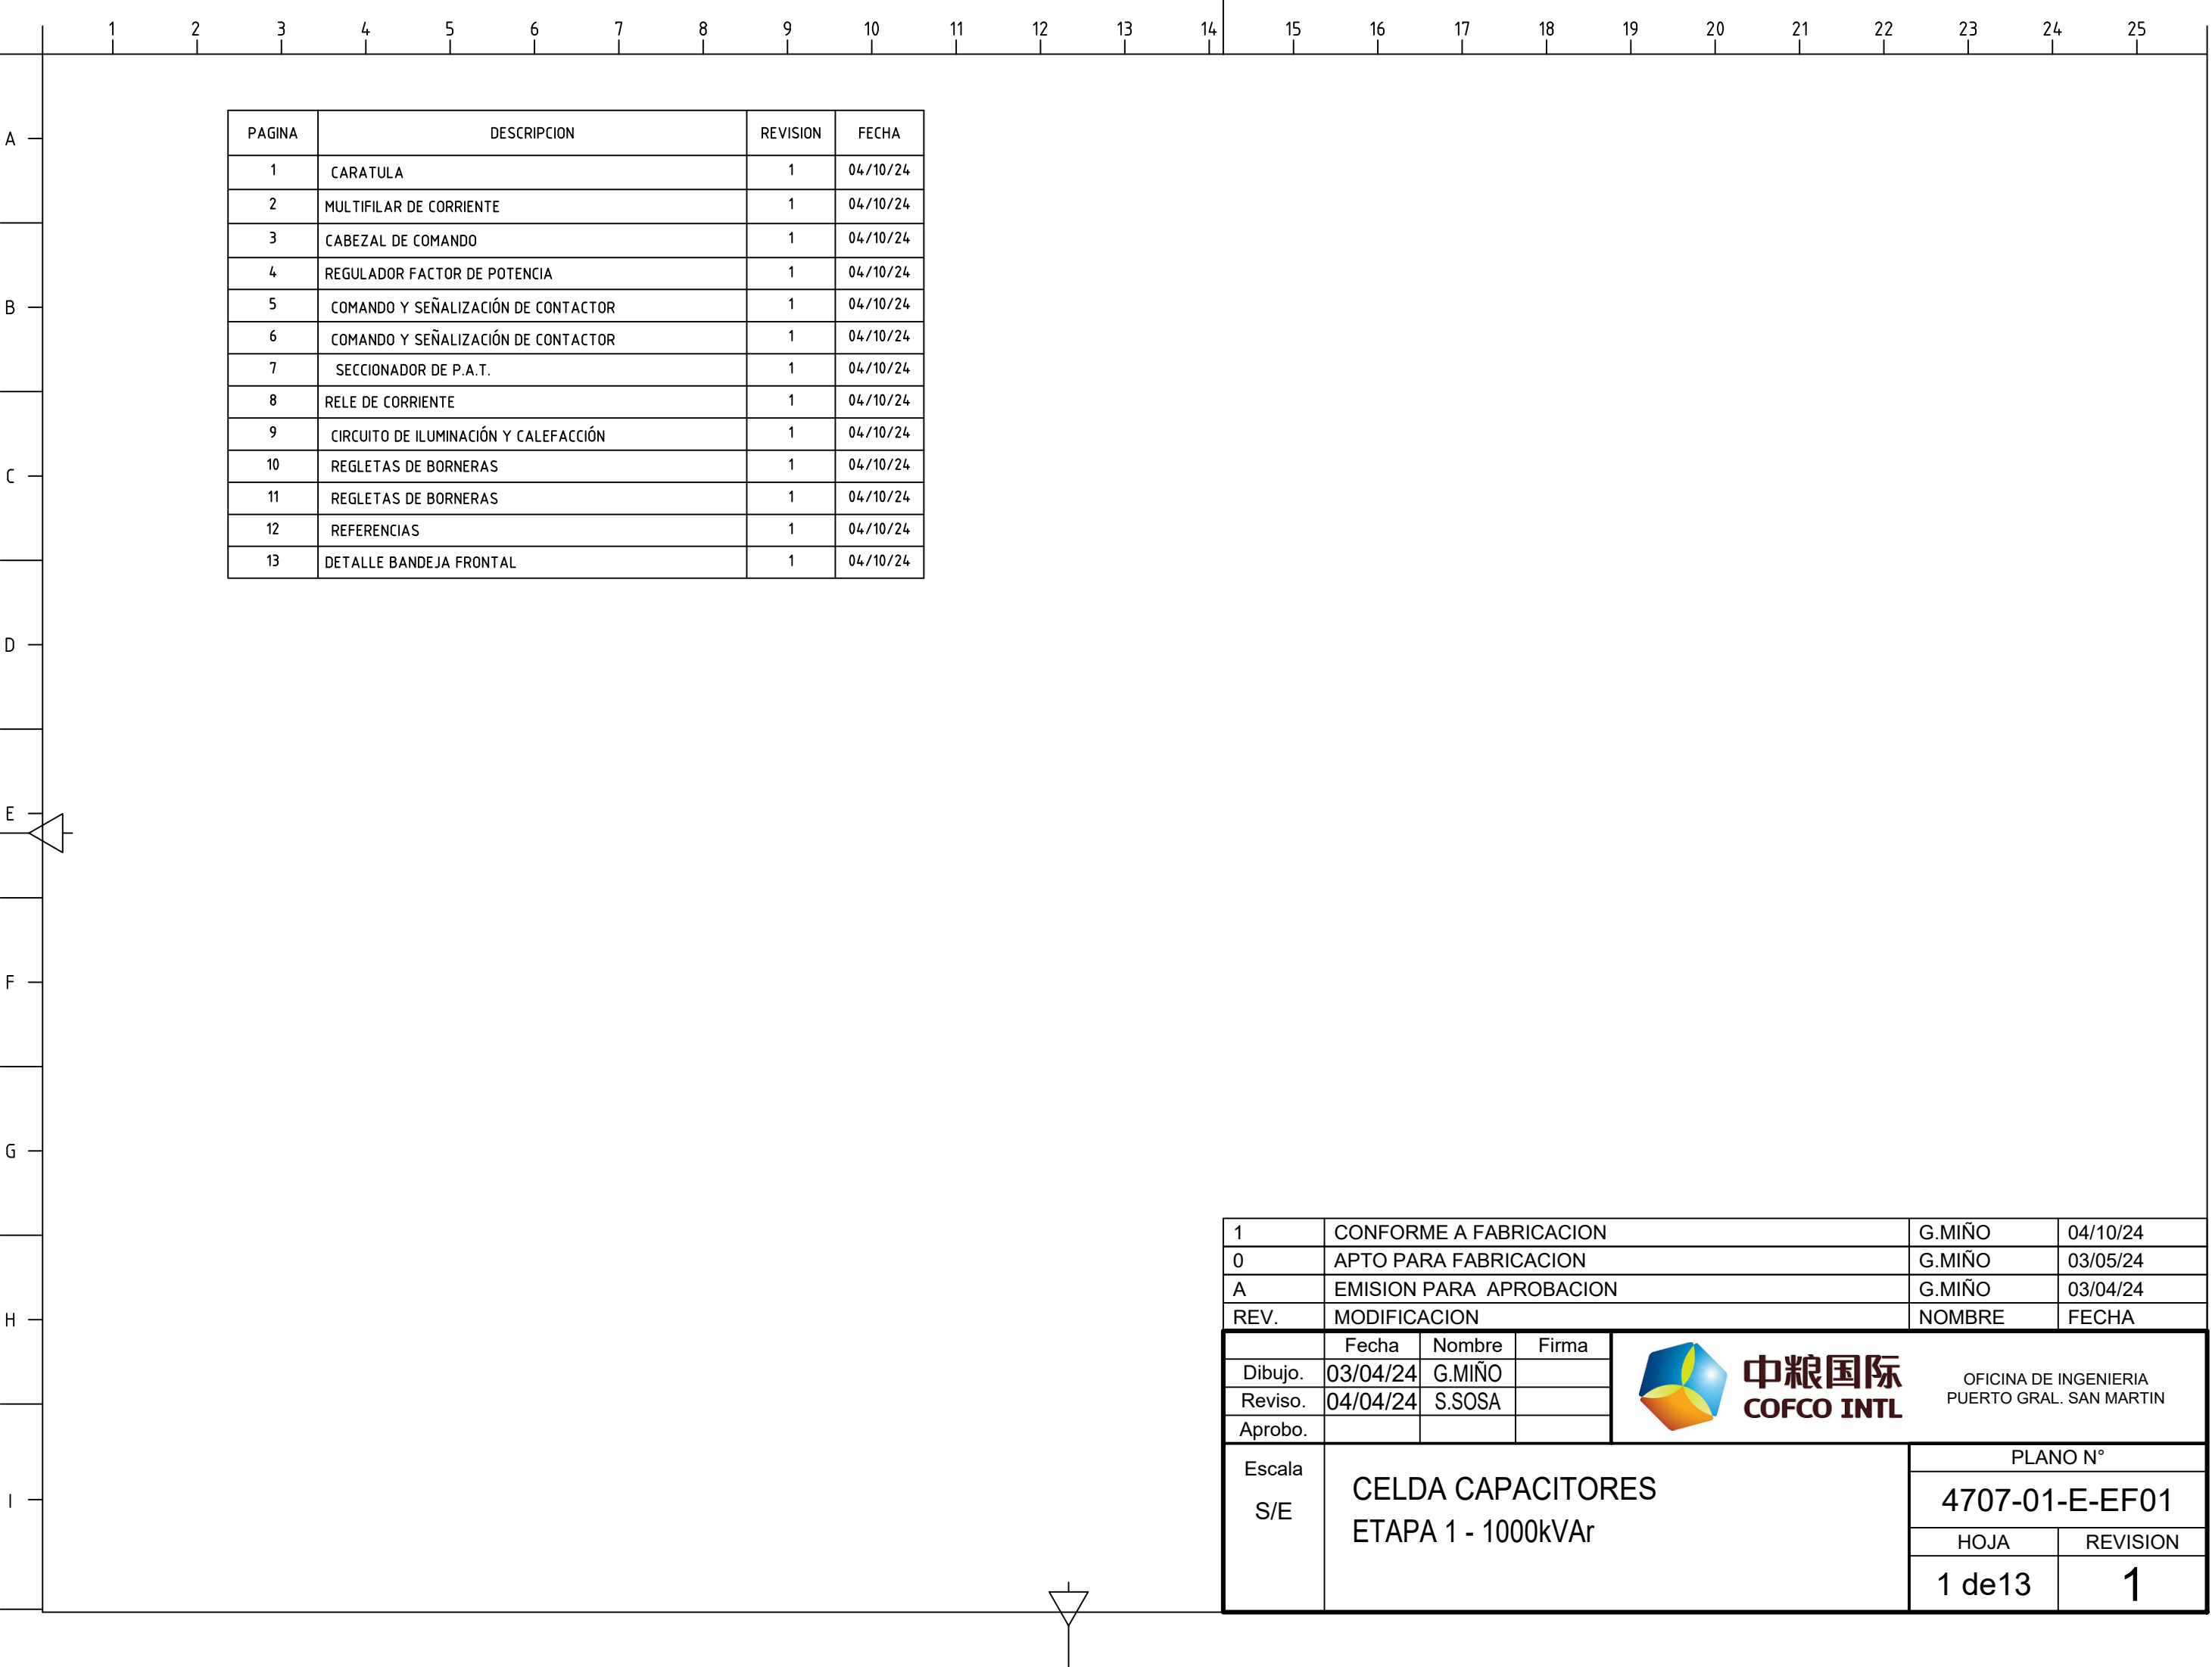 1 2 3 4 5 6 7 8 9 10 11 12 13 14 15 16 17 18 19 20 21 22 23 24 25
A
B
C
D
E
F
G
H
I
PAGINA DESCRIPCION REVISION FECHA
1 CARATULA 1 04/10/24
2 MULTIFILAR DE CORRIENTE 1 04/10/24
3 CABEZAL DE COMANDO 1 04/10/24
4 REGULADOR FACTOR DE POTENCIA 1 04/10/24
5 COMANDO Y SEÑALIZACIÓN DE CONTACTOR 1 04/10/24
6 COMANDO Y SEÑALIZACIÓN DE CONTACTOR 1 04/10/24
7 SECCIONADOR DE P.A.T. 1 04/10/24
8 RELE DE CORRIENTE 1 04/10/24
9 CIRCUITO DE ILUMINACIÓN Y CALEFACCIÓN 1 04/10/24
10 REGLETAS DE BORNERAS 1 04/10/24
11 REGLETAS DE BORNERAS 1 04/10/24
12 REFERENCIAS 1 04/10/24
13 DETALLE BANDEJA FRONTAL 1 04/10/24
1 CONFORME A FABRICACION G.MIÑO 04/10/24
0 APTO PARA FABRICACION G.MIÑO 03/05/24
A EMISION PARA APROBACION G.MIÑO 03/04/24
REV. MODIFICACION NOMBRE FECHA
Fecha Nombre Firma
Dibujo. 03/04/24 G.MIÑO
Reviso. 04/04/24 S.SOSA
Aprobo.
中粮国际
COFCO INTL
OFICINA DE INGENIERIA
PUERTO GRAL. SAN MARTIN
Escala
S/E
CELDA CAPACITORES
ETAPA 1 - 1000kVAr
PLANO N°
4707-01-E-EF01
HOJA REVISION
1 de13 1